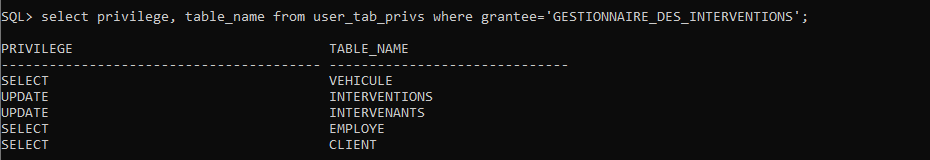 SQL> select privilege, table_name from user_tab_privs where grantee='GESTIONNAIRE_DES_INTERVENTIONS';
PRIVILEGE TABLE_NAME
---------------------------------------- ------------------------------
SELECT VEHICULE
UPDATE INTERVENTIONS
UPDATE INTERVENANTS
SELECT EMPLOYE
SELECT CLIENT